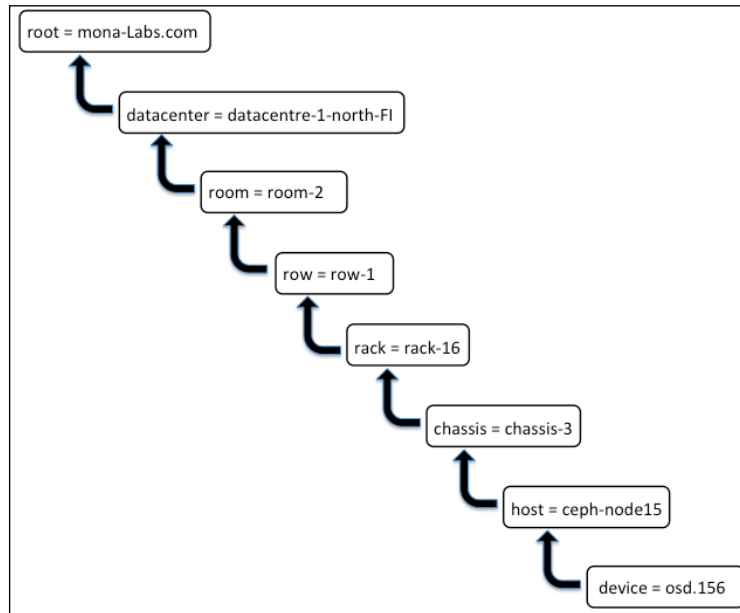 root = mona-Labs.com
datacenter = datacentre-1-north-FI
room = room-2
row = row-1
rack = rack-16
chassis = chassis-3
host = ceph-node15
device = osd.156